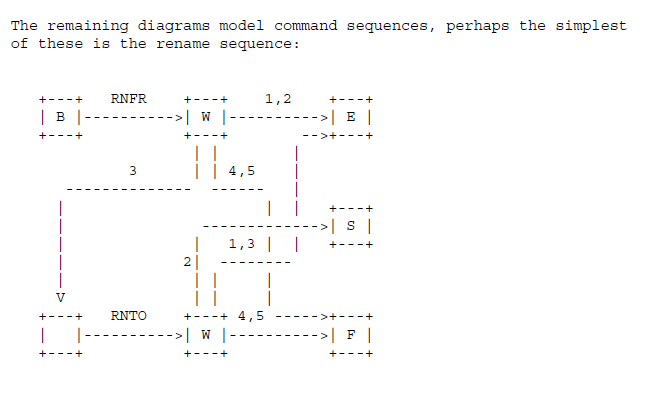 The remaining diagrams model command sequences, perhaps the simplest
of these is the rename sequence:
+---+ RNFR +---+ 1,2 +---+
| B |---------->| W |---------->| E |
+---+ +---+ -->+---+
| | |
3 | | 4,5 |
-------------- ------ |
| | | +---+
| ------------->| S |
| | 1,3 | | +---+
| 2| --------
| | | |
V | | |
+---+ RNTO +---+ 4,5 ----->+---+
| |---------->| W |---------->| F |
+---+ +---+ +---+